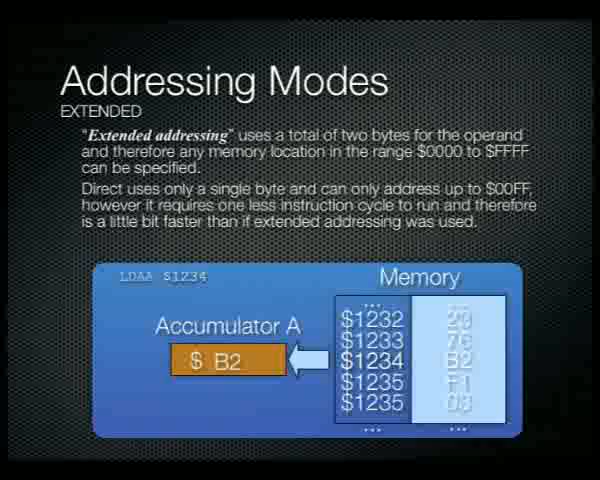 Addressing Modes
EXTENDED
"Extended addressing" uses a total of two bytes for the operand
and therefore any memory location in the range $0000 to $FFFF
can be specified.
Direct uses only a single byte and can only address up to $00FF,
however it requires one less instruction cycle to run and therefore
is a little bit faster than if extended addressing was used.
LDAA $1234
Memory
... ...
$1232
$1233
Accumulator A
$1234 B2
$ B2
$1235 F1
$1235 03
... ...